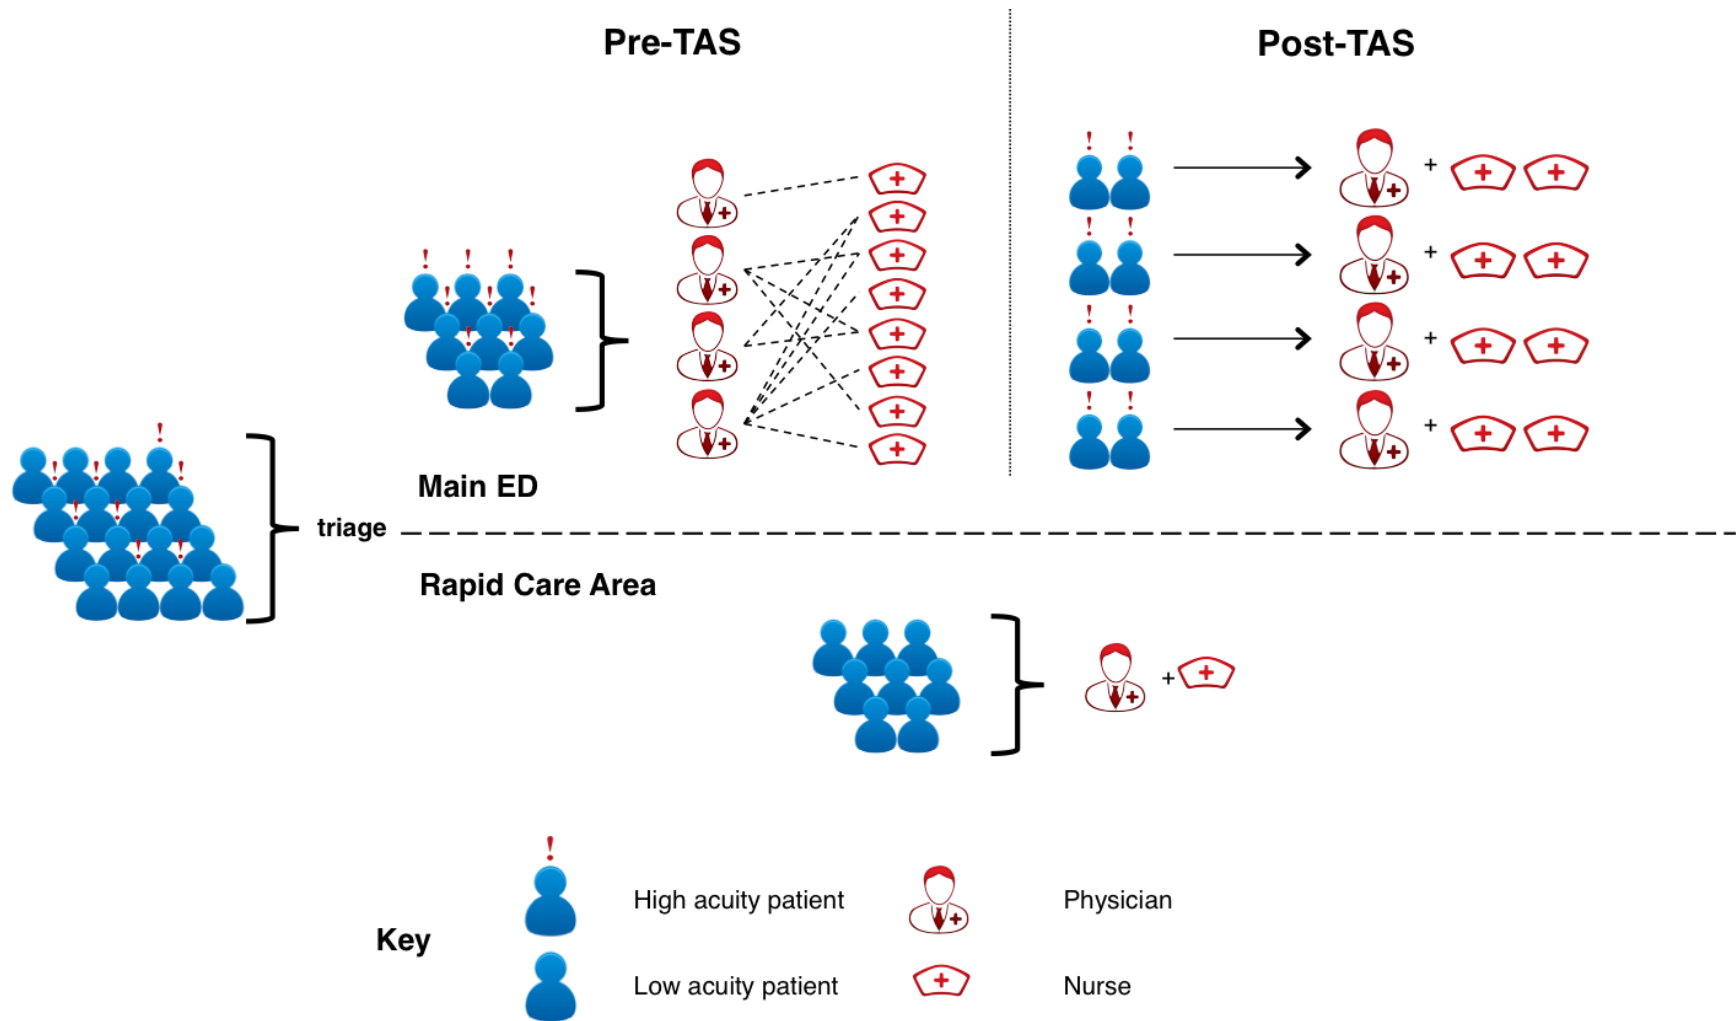 Pre-TAS
Post-TAS
Main ED
triage
Rapid Care Area
Key
High acuity patient
Physician
Low acuity patient
Nurse